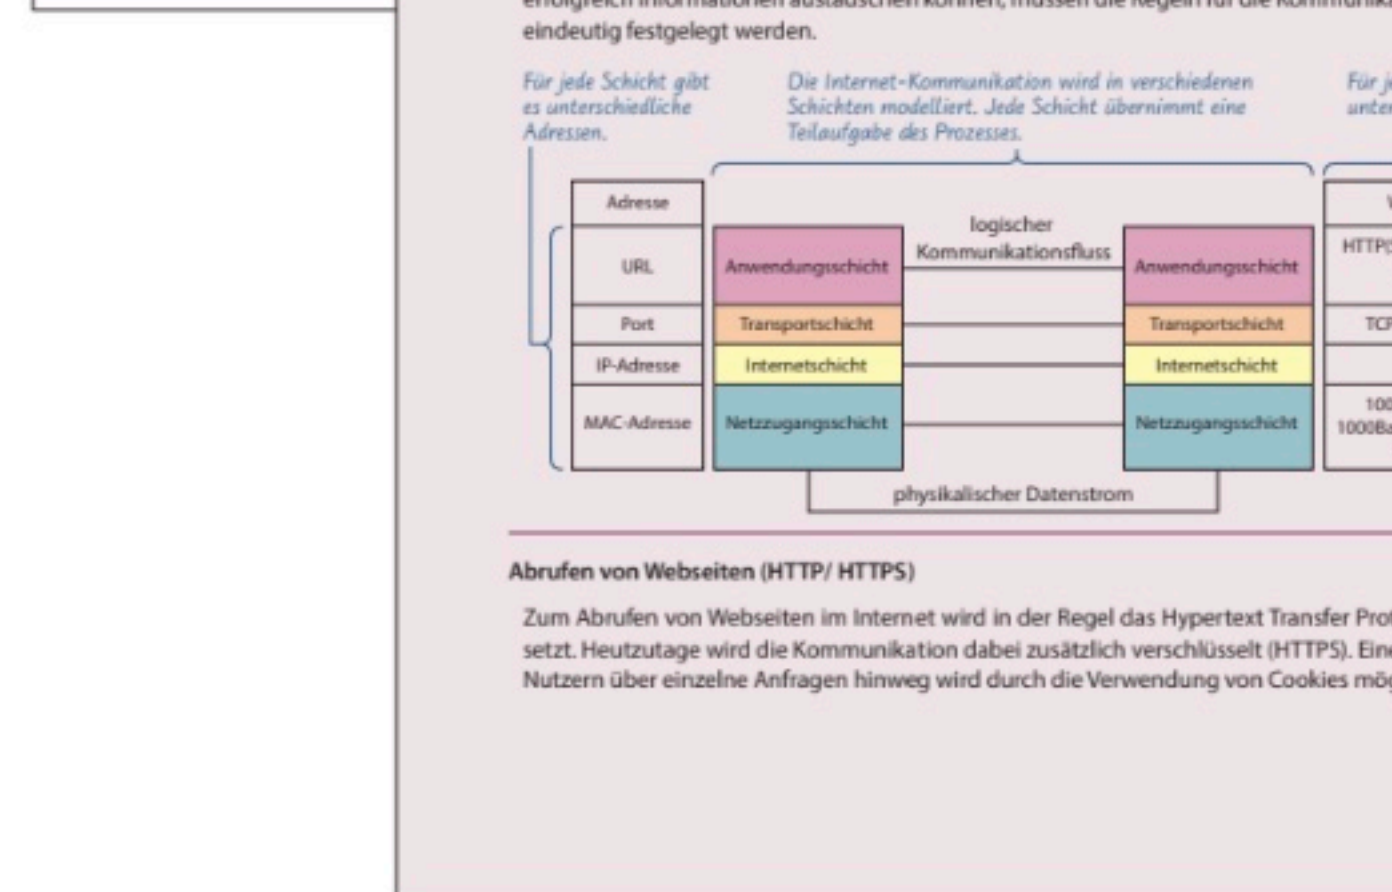 eindeutig festgelegt werden.
Für jede Schicht gibt
es unterschiedliche
Adressen.
Die Internet-Kommunikation wird in verschiedenen
Schichten modelliert. Jede Schicht übernimmt eine
Teilaufgabe des Prozesses.
Für
Adresse
URL
Port
IP-Adresse
MAC-Adresse
Anwendungsschicht
Transportschicht
Internetschicht
Netzzugangsschicht
logischer
Kommunikationsfluss
Anwendungsschicht
Transportschicht
Internetschicht
Netzzugangsschicht
physikalischer Datenstrom
Abrufen von Webseiten (HTTP/ HTTPS)
Zum Abrufen von Webseiten im Internet wird in der Regel das Hypertext Transfer
setzt. Heutzutage wird die Kommunikation dabei zusätzlich verschlüsselt (HTTPS).
Nutzern über einzelne Anfragen hinweg wird durch die Verwendung von Cookies